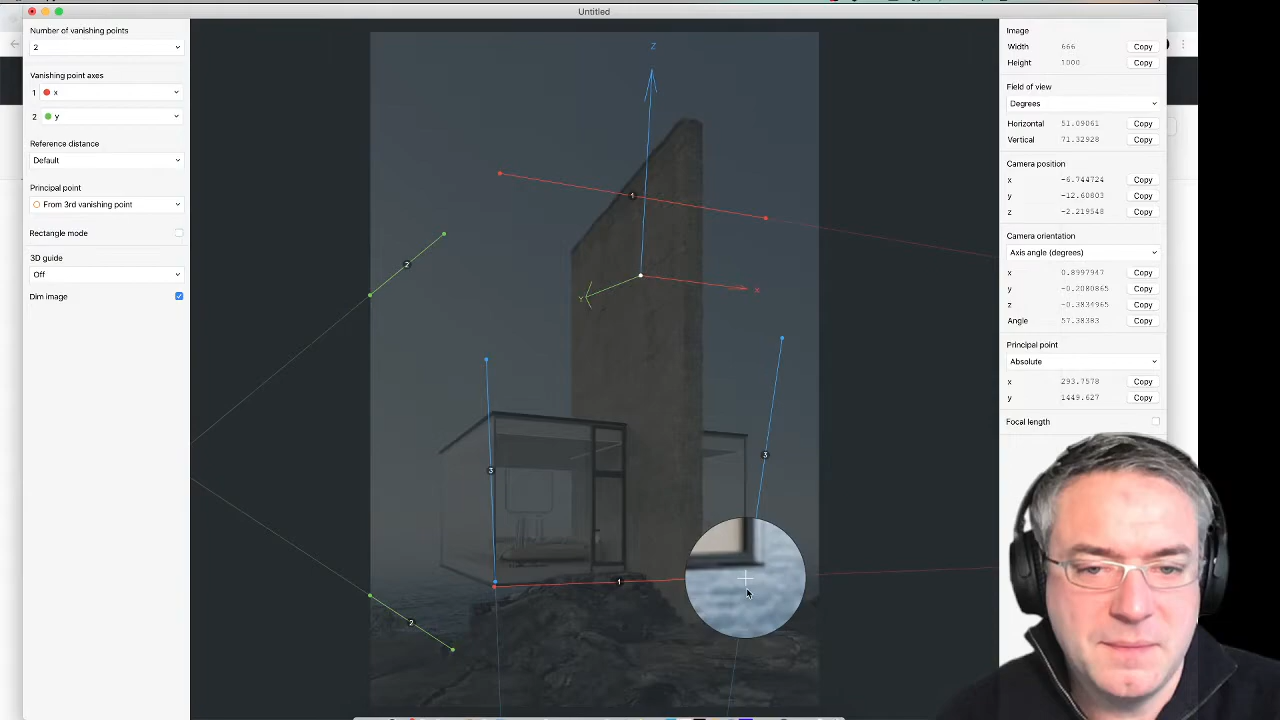 Untitled
Number of vanishing points
2
Vanishing point axes
1 x
2 y
Reference distance
Default
Principal point
From 3rd vanishing point
Rectangle mode
3D guide
Off
Dim image
Z
1
2
Y
X
3
3
1
2
Image
Width 666 Copy
Height 1000 Copy
Field of view
Degrees
Horizontal 51.09061 Copy
Vertical 71.32928 Copy
Camera position
x -6.744724 Copy
y -12.60803 Copy
z -2.219548 Copy
Camera orientation
Axis angle (degrees)
x 0.8997947 Copy
y -0.2080865 Copy
z -0.3834965 Copy
Angle 57.38383 Copy
Principal point
Absolute
x 293.7578 Copy
y 1449.627 Copy
Focal length